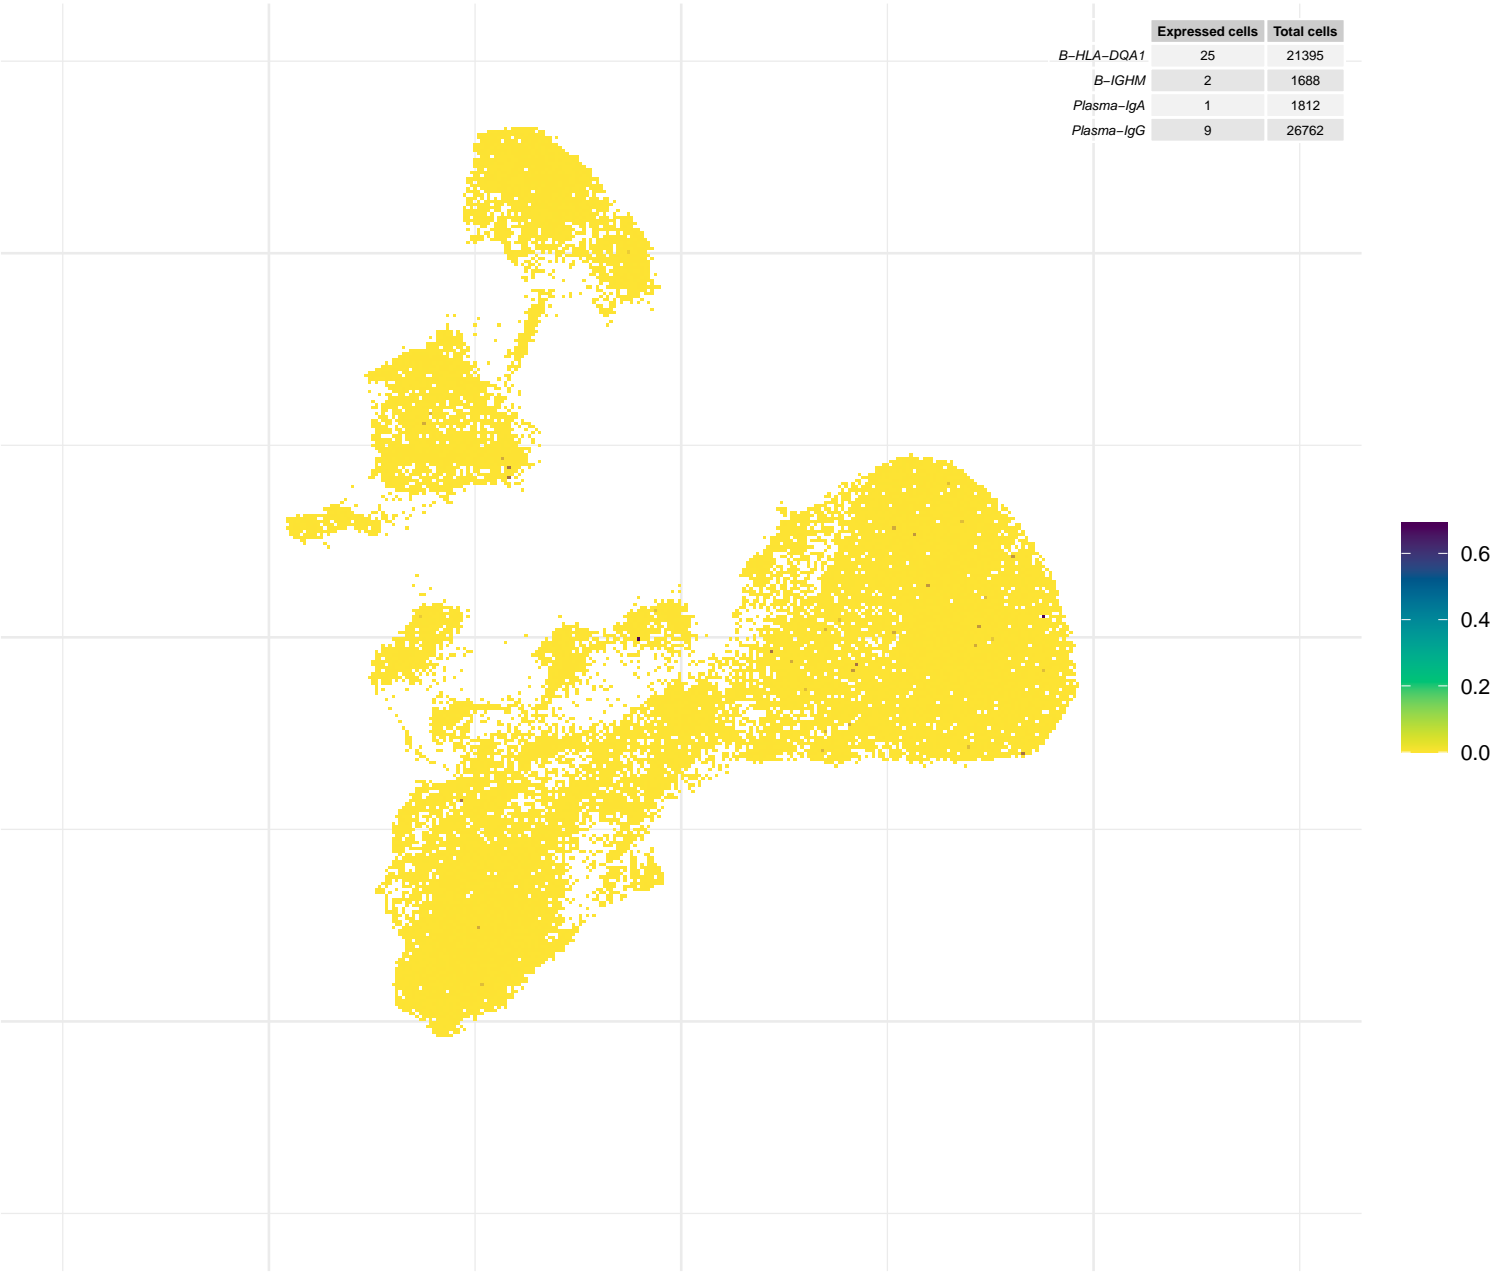 Expressed cells Total cells
B−HLA−DQA1 25 21395
B−IGHM 2 1688
Plasma−IgA 1 1812
Plasma−IgG 9 26762
0.6
0.4
0.2
0.0